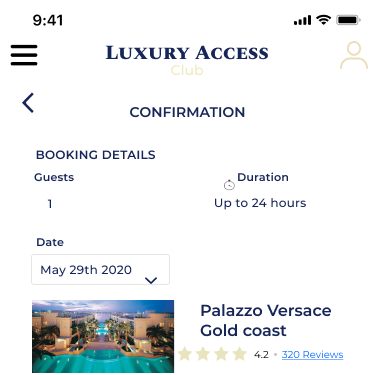 9:41
LUXURY ACCESS
Club
CONFIRMATION
BOOKING DETAILS
Guests
Duration
1
Up to 24 hours
Date
May 29th 2020
Palazzo Versace
Gold coast
4.2 • 320 Reviews